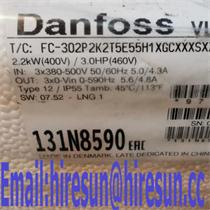 Danfoss
T/C: FC-302P2K2T5E55H1XGCXXXSX
2.2kW(400V) / 3.0HP(460V)
IN: 3x380-500V 50/60Hz 5.0/4.3A
OUT: 3x0-Vin 0-590Hz 5.6/4.8A
Type 12 / IP55 Tamb. 45°C/113°F
SW: 07.52 - LNG 1
131N8590 EAC
MADE IN DENMARK, LATE DEDICATED IN CHINA
Email:hiresun@hiresun.cc